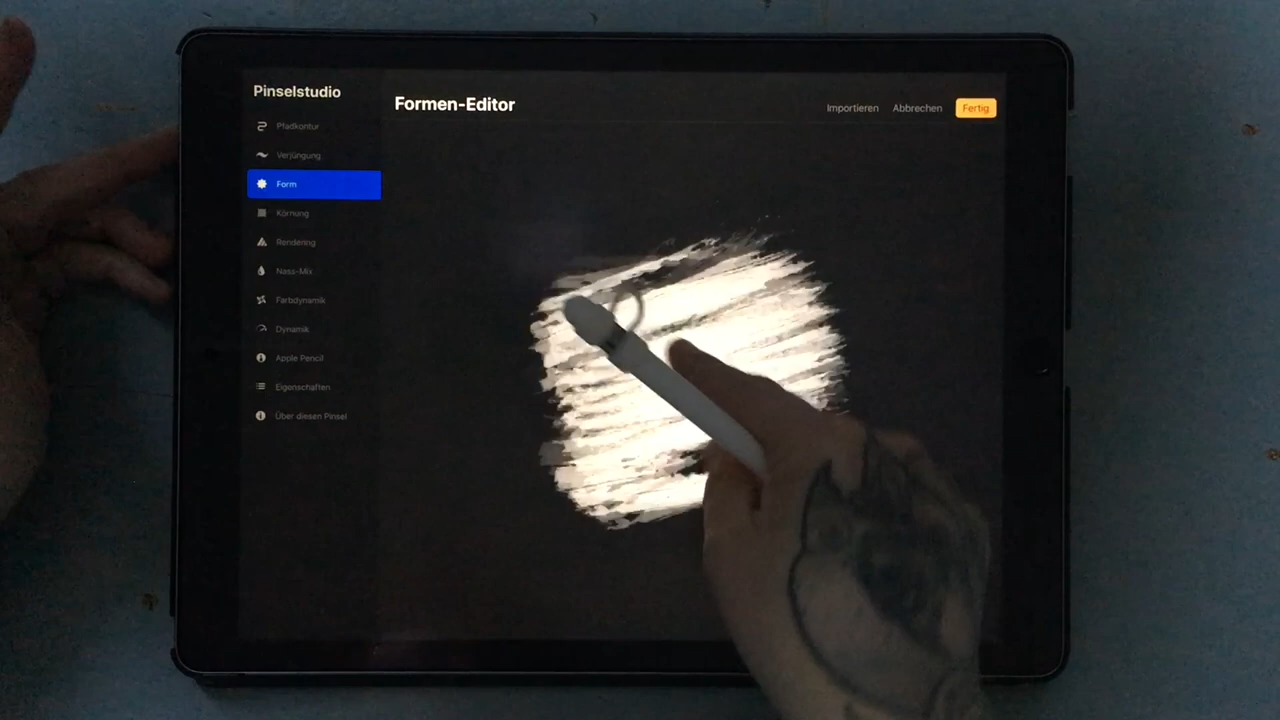 Pinselstudio
Formen-Editor
Importieren
Abbrechen
Fertig
Pfadkontur
Verjüngung
Form
Körnung
Rendering
Nass-Mix
Farbdynamik
Dynamik
Apple Pencil
Eigenschaften
Über diesen Pinsel